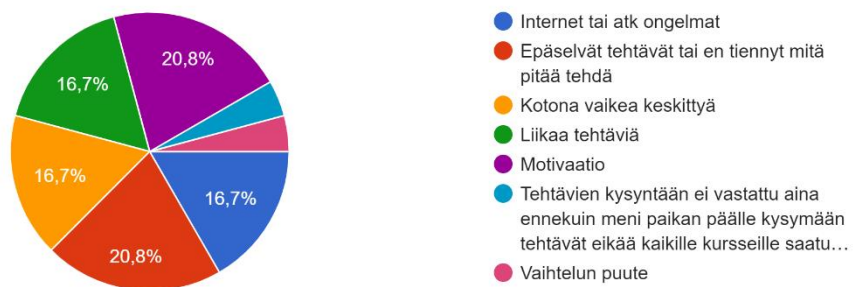 20,8%
16,7%
16,7%
16,7%
20,8%
Internet tai atk ongelmat
Epäselvät tehtävät tai en tiennyt mitä
pitää tehdä
Kotona vaikea keskittyä
Liikaa tehtäviä
Motivaatio
Tehtävien kysyntään ei vastattu aina
ennekuin meni paikan päälle kysymään
tehtävät eikää kaikille kursseille saatu…
Vaihtelun puute